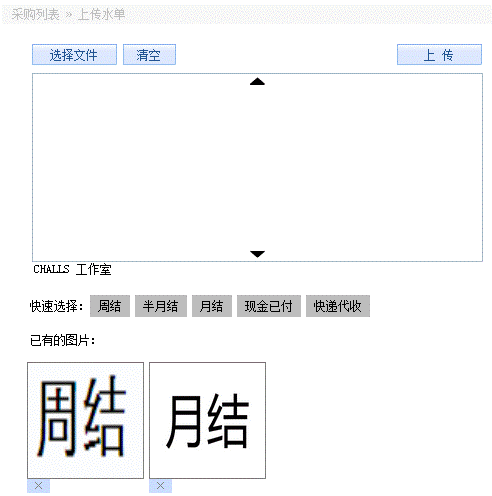 采购列表 » 上传水单
选择文件 清空 上 传
CHALLS 工作室
快速选择: 周结 半月结 月结 现金已付 快递代收
已有的图片:
周结 月结
× ×